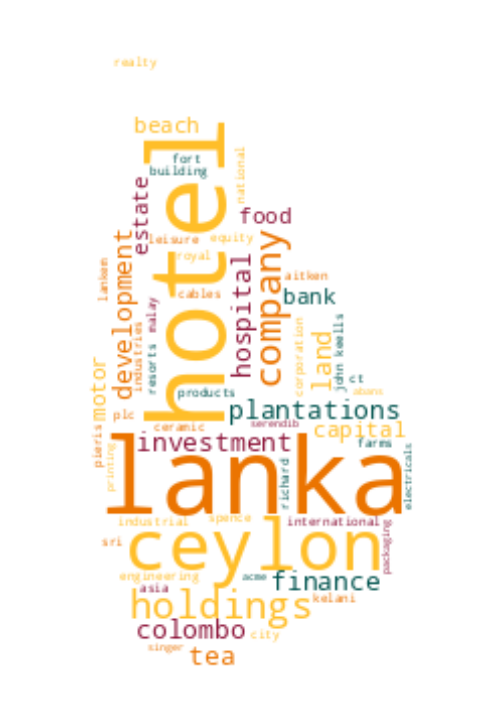 realty
beach
fort
building
national
hotel
estate
food
leisure
equity
royal
development
company
hospital
lankem
aitken
cables
bank
malay
industries
resorts
corporation
land
john keells
ct
abans
products
motor
plantations
plc
ceramic
serendib
capital
pieris
investment
farms
printing
lanka
richard
electricals
industrial
spence
international
packaging
sri
ceylon
engineering
acme
finance
asia
holdings
kelani
colombo
city
singer
tea